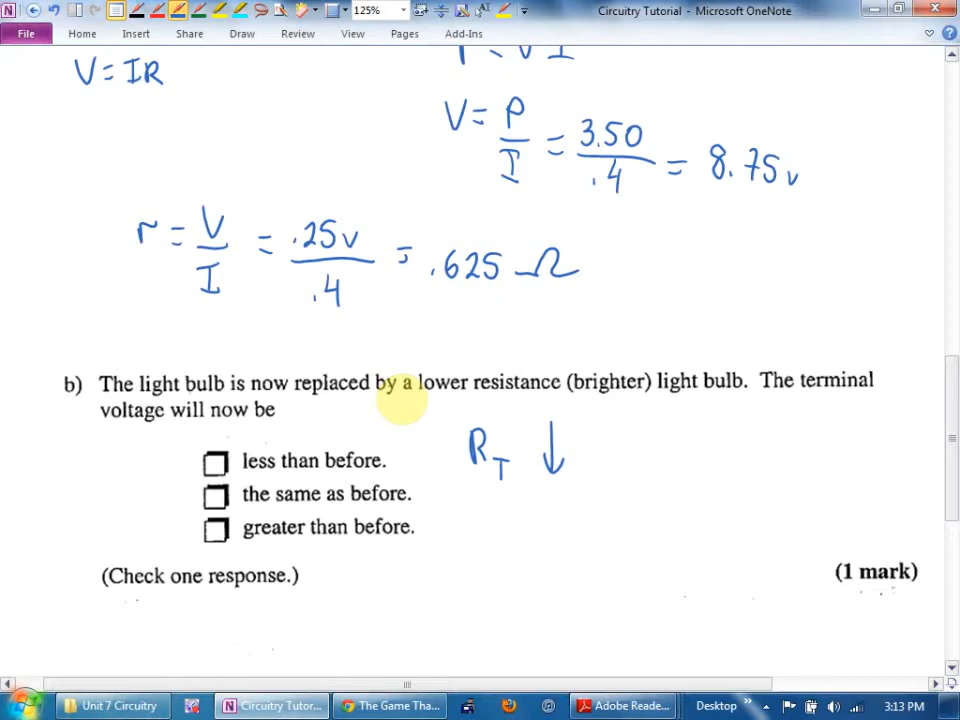 Circuitry Tutorial - Microsoft OneNote
125%
File Home Insert Share Draw Review Pages View Add-Ins
V = IR
V = P/I = 3.50/.4 = 8.75v
r = V/I = .25v/.4 = .625 Ω
b) The light bulb is now replaced by a lower resistance (brighter) light bulb. The terminal
voltage will now be
R_T ↓
less than before.
the same as before.
greater than before.
(Check one response.)
(1 mark)
Unit 7 Circuitry
Circuitry Tutor...
The Game Tha...
Adobe Reade...
Desktop
3:13 PM